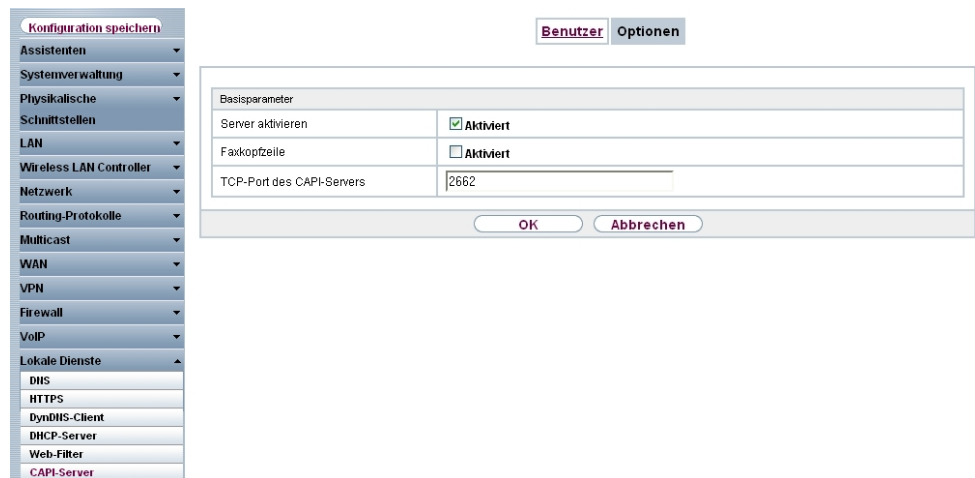 Konfiguration speichern
Assistenten
Systemverwaltung
Physikalische
Schnittstellen
LAN
Wireless LAN Controller
Netzwerk
Routing-Protokolle
Multicast
WAN
VPN
Firewall
VoIP
Lokale Dienste
DNS
HTTPS
DynDNS-Client
DHCP-Server
Web-Filter
CAPI-Server
Benutzer Optionen
Basisparameter
Server aktivieren Aktiviert
Faxkopfzeile Aktiviert
TCP-Port des CAPI-Servers 2662
OK Abbrechen